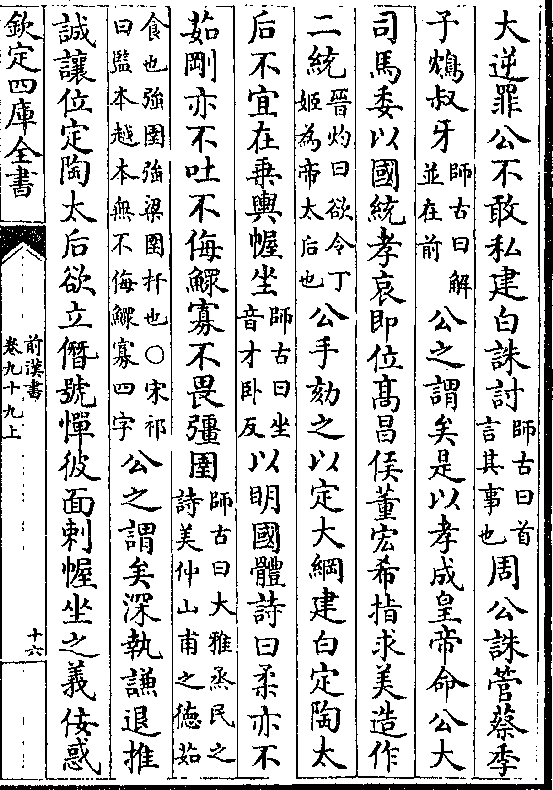 大逆罪公不敢私建白誅討師古曰首言其事也周公誅管蔡季
子鴆叔牙師古曰解並在前公之謂矣是以孝成皇帝命公大
司馬委以國統孝哀即位髙昌侯董宏希指求美造作
二統晉灼曰欲令丁姬為帝太后也公手劾之以定大綱建白定陶太
后不宜在乗輿幄坐師古曰坐音才卧反以明國體詩曰柔亦不
茹剛亦不吐不侮鰥寡不畏彊圉師古曰大雅烝民之詩美仲山甫之徳茹
食也強圉強梁圉扞也○宋祁曰監本越本無不侮鰥寡四字公之謂矣深執謙退推
誠讓位定陶太后欲立僭號憚彼面刺幄坐之義佞惑
欽定四庫全書
前漢書
卷九十九上
十六